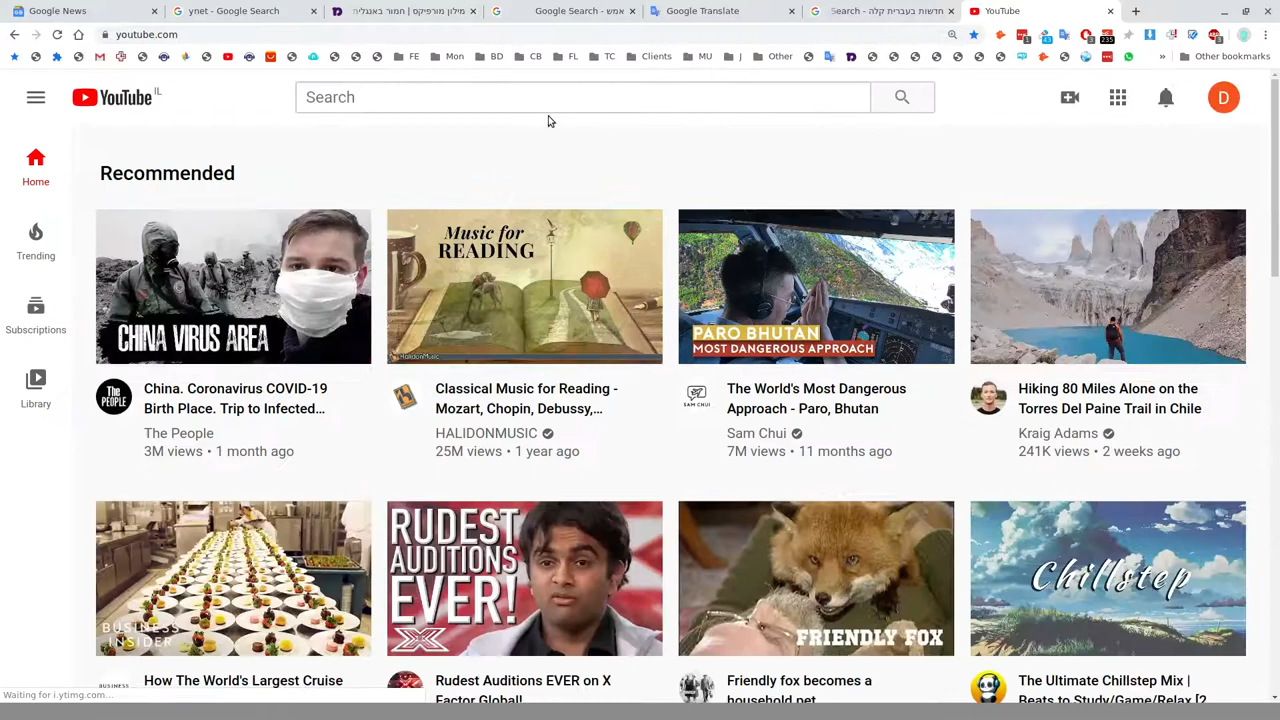 Google News
ynet - Google Search
מילון מורפיקס | חמור באנגלית
אמש - Google Search
Google Translate
חדשות בעברית קלה - Search
YouTube
youtube.com
FE Mon BD CB FL TC Clients MU J Other Other bookmarks
YouTube IL
Search
D
Home
Trending
Subscriptions
Library
Recommended
CHINA VIRUS AREA
Music for
READING
HalidonMusic
PARO BHUTAN
MOST DANGEROUS APPROACH
THE PEOPLE
China. Coronavirus COVID-19
Birth Place. Trip to Infected...
The People
3M views • 1 month ago
Classical Music for Reading -
Mozart, Chopin, Debussy,...
HALIDONMUSIC
25M views • 1 year ago
SAM CHUI
The World's Most Dangerous
Approach - Paro, Bhutan
Sam Chui
7M views • 11 months ago
Hiking 80 Miles Alone on the
Torres Del Paine Trail in Chile
Kraig Adams
241K views • 2 weeks ago
BUSINESS
INSIDER
RUDEST
AUDITIONS
EVER!
FRIENDLY FOX
Chillstep
BUSINESS
How The World's Largest Cruise
Rudest Auditions EVER on X
Factor Global!
Friendly fox becomes a
household pet
The Ultimate Chillstep Mix |
Beats to Study/Game/Relax [2
Waiting for i.ytimg.com...